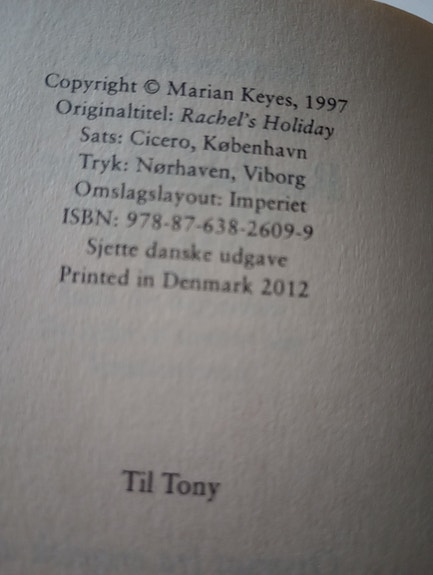 Copyright © Marian Keyes, 1997
Originaltitel: Rachel's Holiday
Sats: Cicero, København
Tryk: Nørhaven, Viborg
Omslagslayout: Imperiet
ISBN: 978-87-638-2609-9
Sjette danske udgave
Printed in Denmark 2012
Til Tony